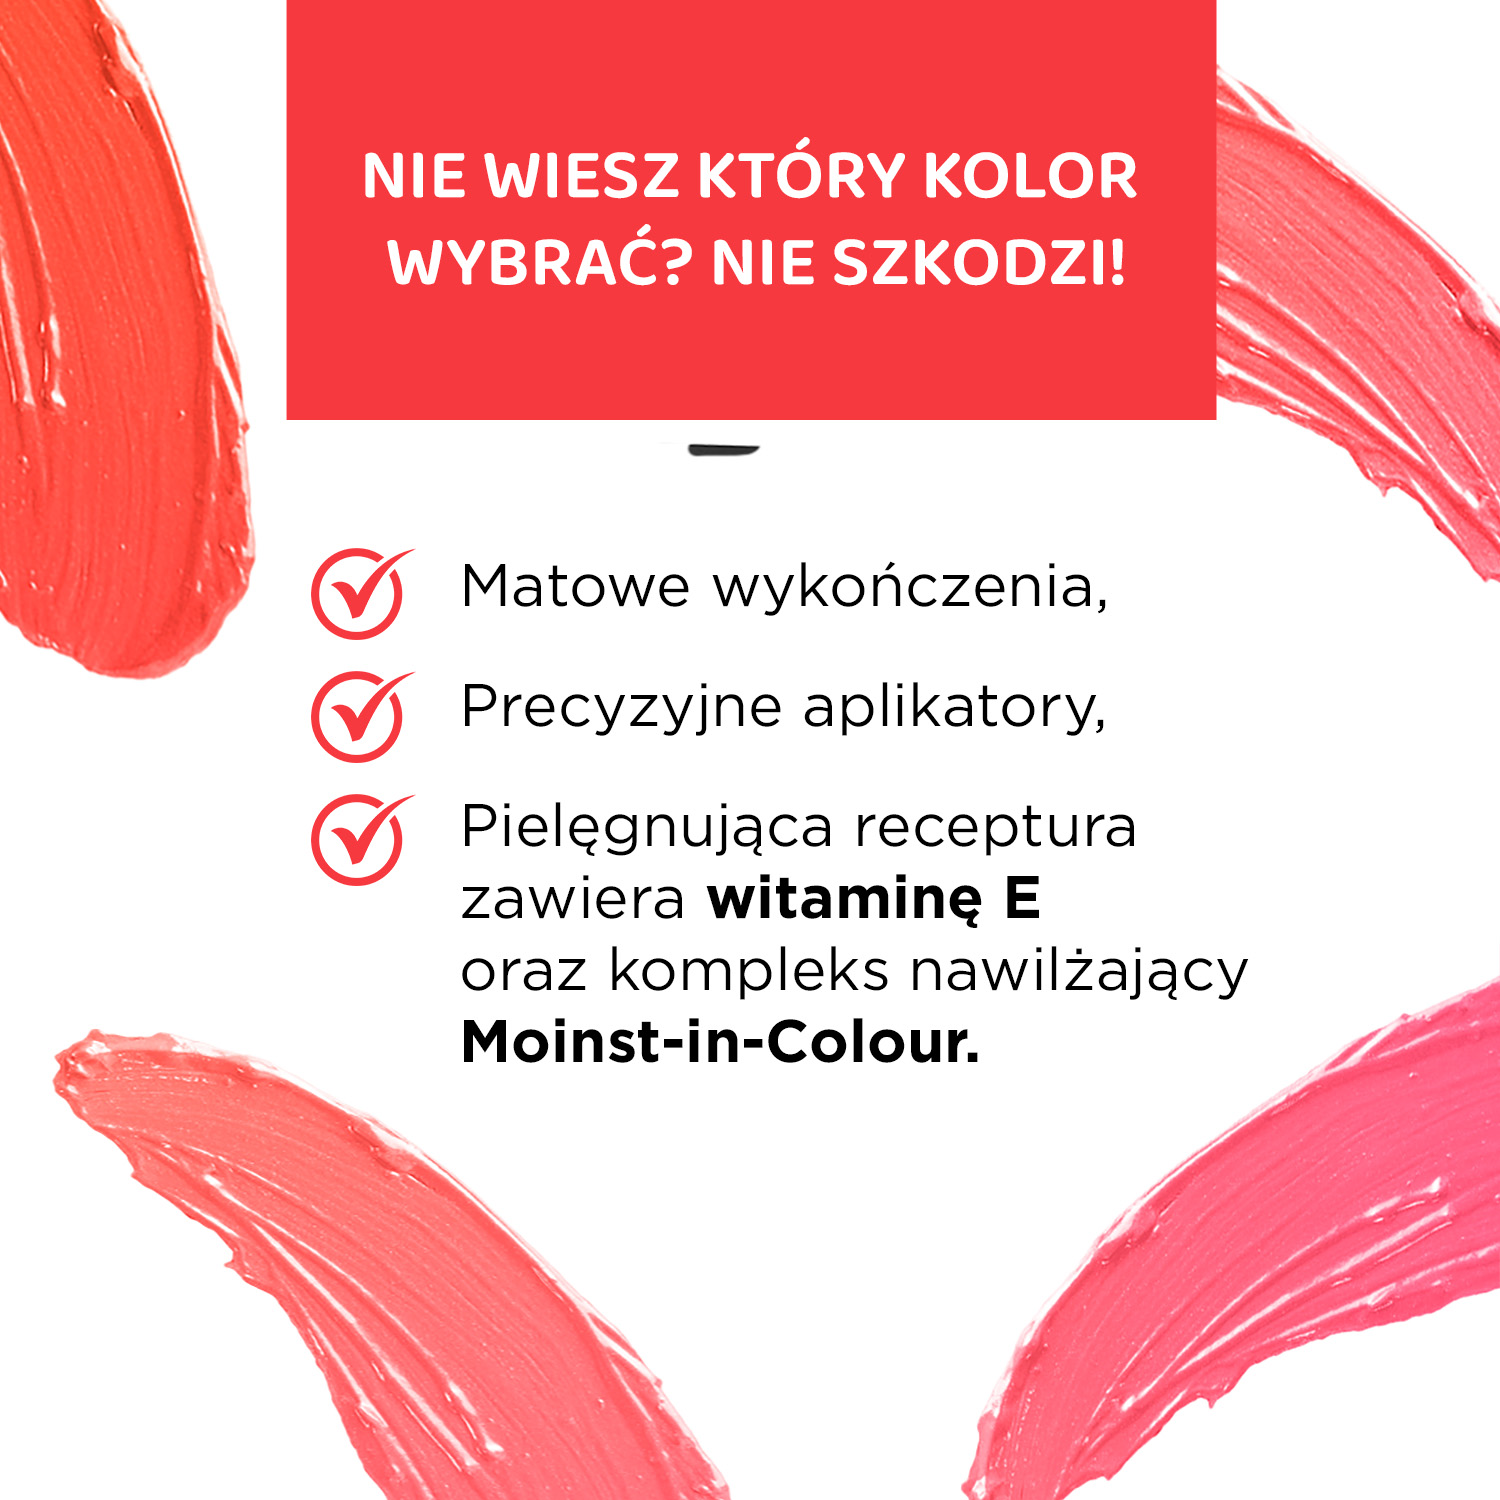 NIE WIESZ KTÓRY KOLOR
WYBRAĆ? NIE SZKODZI!
Matowe wykończenia,
Precyzyjne aplikatory,
Pielęgnująca receptura
zawiera witaminę E
oraz kompleks nawilżający
Moinst-in-Colour.